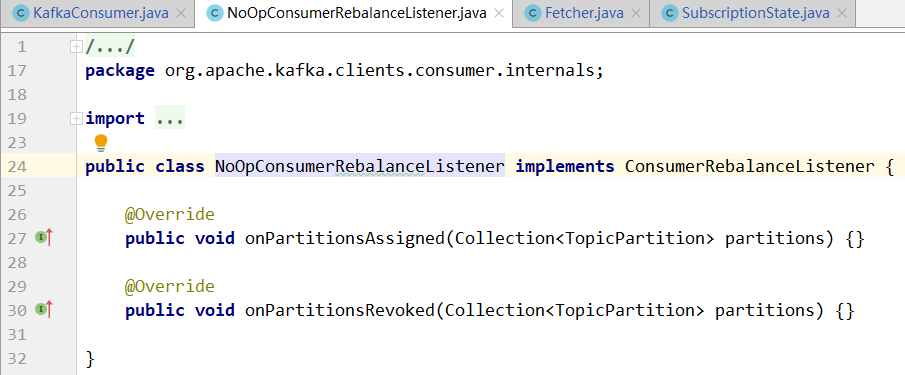 KafkaConsumer.java NoOpConsumerRebalanceListener.java Fetcher.java SubscriptionState.java
1 /.../
17 package org.apache.kafka.clients.consumer.internals;
18
19 import ...
23
24 public class NoOpConsumerRebalanceListener implements ConsumerRebalanceListener {
25
26 @Override
27 public void onPartitionsAssigned(Collection<TopicPartition> partitions) {}
28
29 @Override
30 public void onPartitionsRevoked(Collection<TopicPartition> partitions) {}
31
32 }